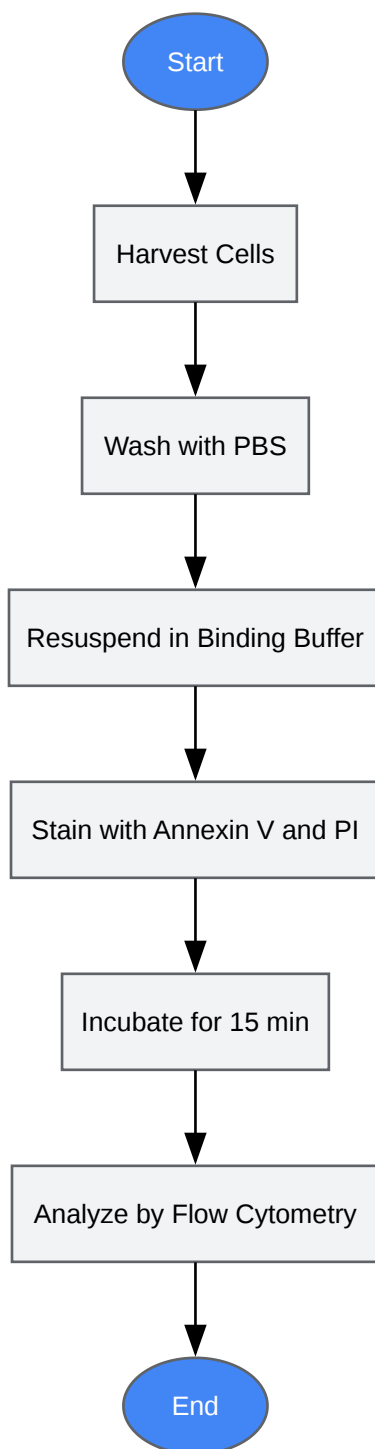 Start
Harvest Cells
Wash with PBS
Resuspend in Binding Buffer
Stain with Annexin V and PI
Incubate for 15 min
Analyze by Flow Cytometry
End